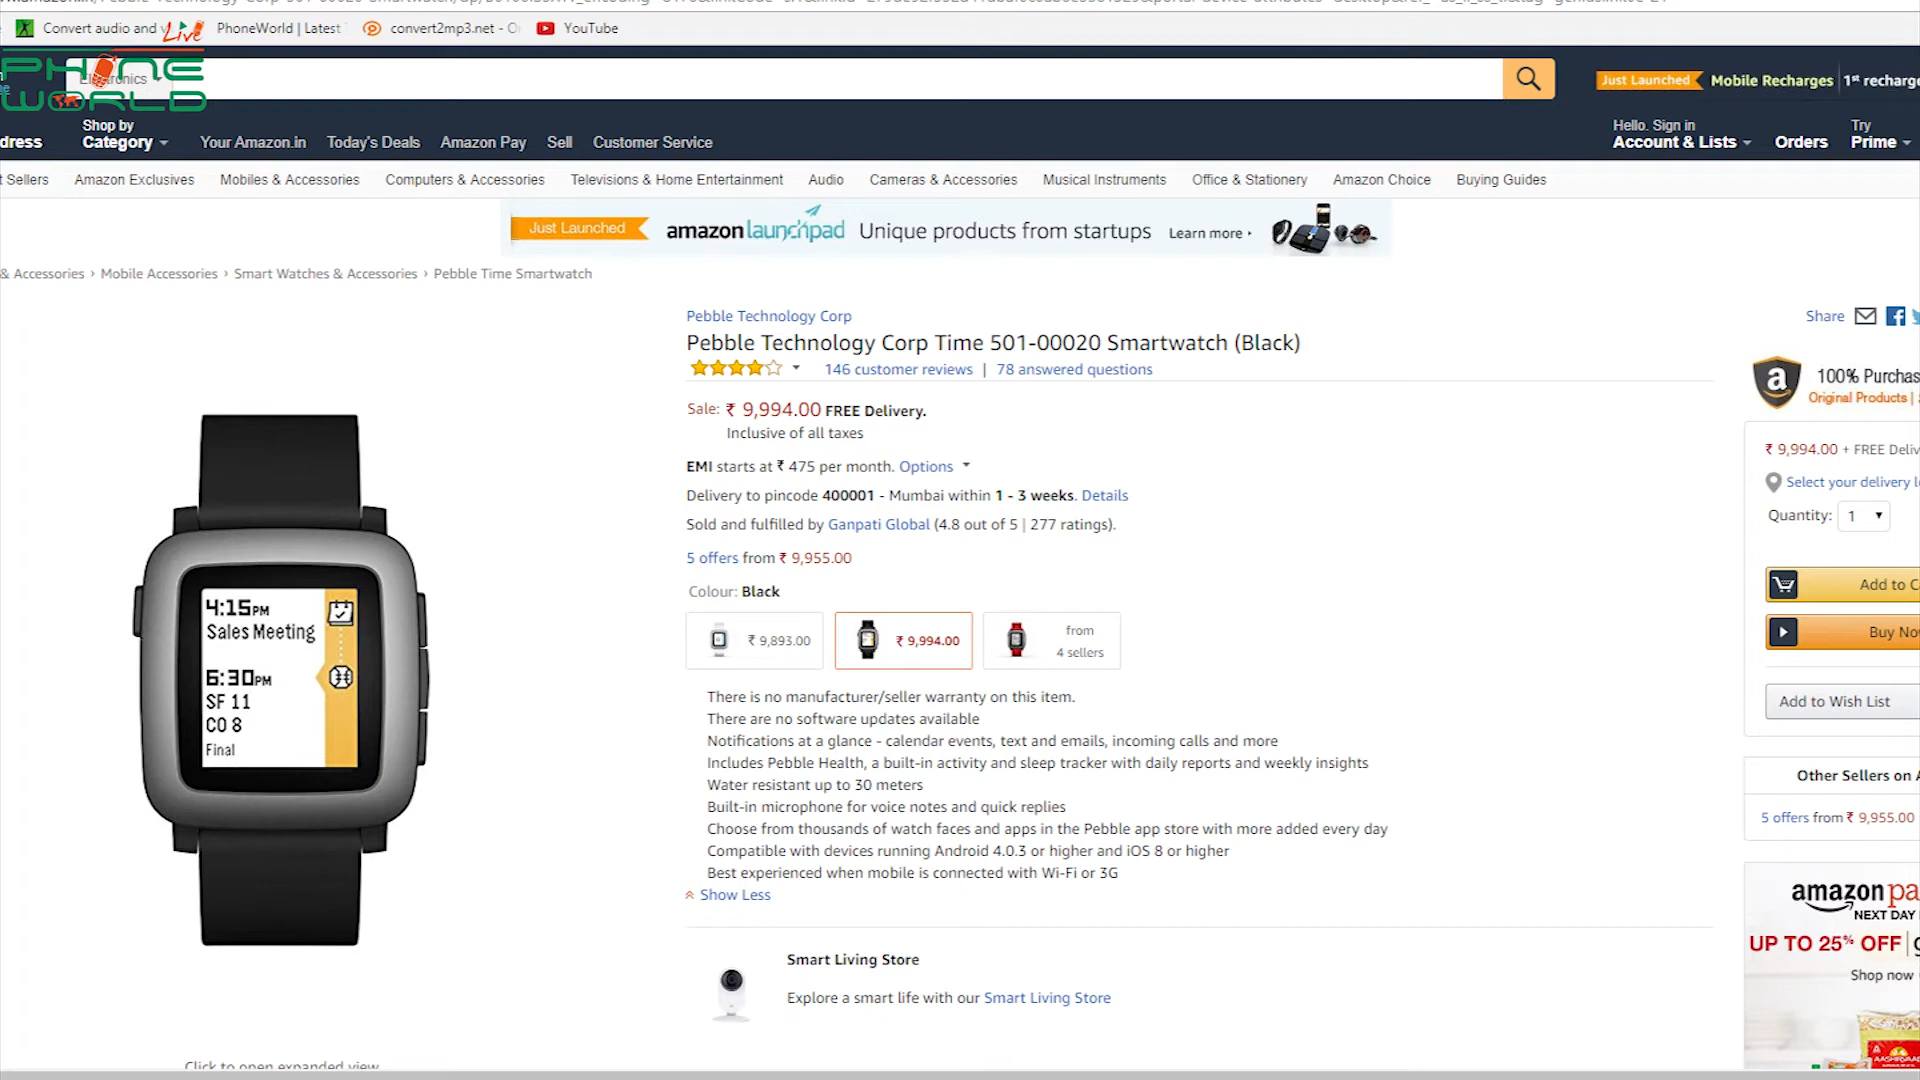 Convert audio and v
PhoneWorld | Latest
convert2mp3.net - O
YouTube
Live
PHONE
WORLD
Electronics
Just Launched
Mobile Recharges
1st recharge
dress
Shop by
Category
Your Amazon.in
Today's Deals
Amazon Pay
Sell
Customer Service
Hello. Sign in
Account & Lists
Orders
Try
Prime
t Sellers
Amazon Exclusives
Mobiles & Accessories
Computers & Accessories
Televisions & Home Entertainment
Audio
Cameras & Accessories
Musical Instruments
Office & Stationery
Amazon Choice
Buying Guides
Just Launched
amazon launchpad
Unique products from startups
Learn more ›
& Accessories › Mobile Accessories › Smart Watches & Accessories › Pebble Time Smartwatch
Pebble Technology Corp
Pebble Technology Corp Time 501-00020 Smartwatch (Black)
146 customer reviews | 78 answered questions
Sale: ₹ 9,994.00 FREE Delivery.
Inclusive of all taxes
EMI starts at ₹ 475 per month. Options
Delivery to pincode 400001 - Mumbai within 1 - 3 weeks. Details
Sold and fulfilled by Ganpati Global (4.8 out of 5 | 277 ratings).
5 offers from ₹ 9,955.00
Colour: Black
₹ 9,893.00
₹ 9,994.00
from
4 sellers
There is no manufacturer/seller warranty on this item.
There are no software updates available
Notifications at a glance - calendar events, text and emails, incoming calls and more
Includes Pebble Health, a built-in activity and sleep tracker with daily reports and weekly insights
Water resistant up to 30 meters
Built-in microphone for voice notes and quick replies
Choose from thousands of watch faces and apps in the Pebble app store with more added every day
Compatible with devices running Android 4.0.3 or higher and iOS 8 or higher
Best experienced when mobile is connected with Wi-Fi or 3G
Show Less
Smart Living Store
Explore a smart life with our Smart Living Store
4:15PM
Sales Meeting
6:30PM
SF 11
CO 8
Final
Click to open expanded view
Share
100% Purchas
Original Products |
₹ 9,994.00 + FREE Deliv
Select your delivery l
Quantity: 1
Add to C
Buy Nov
Add to Wish List
Other Sellers on A
5 offers from ₹ 9,955.00
amazon pa
NEXT DAY
UP TO 25% OFF
Shop now